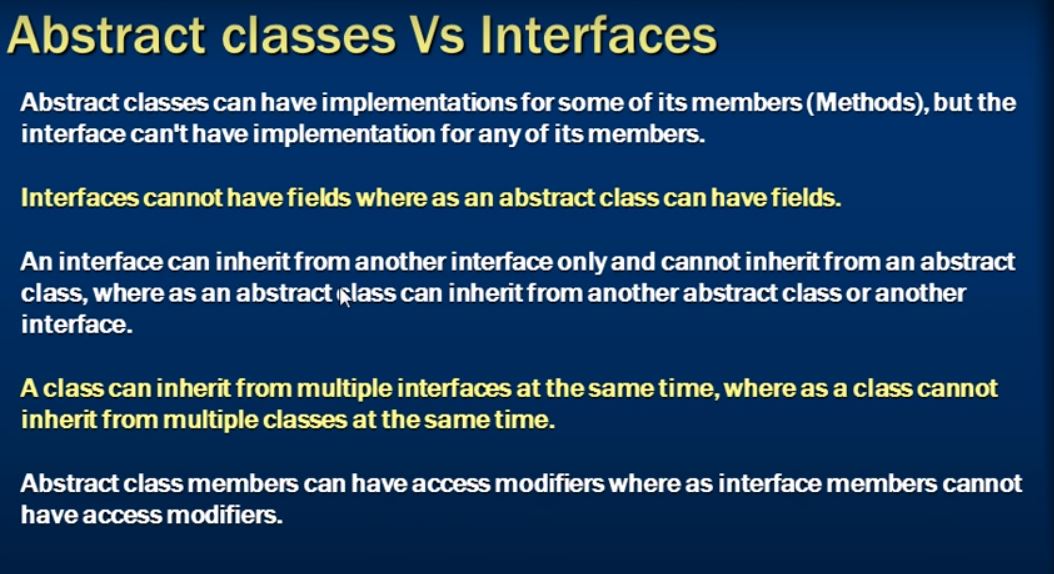 Abstract classes Vs Interfaces
Abstract classes can have implementations for some of its members (Methods), but the
interface can't have implementation for any of its members.
Interfaces cannot have fields where as an abstract class can have fields.
An interface can inherit from another interface only and cannot inherit from an abstract
class, where as an abstract class can inherit from another abstract class or another
interface.
A class can inherit from multiple interfaces at the same time, where as a class cannot
inherit from multiple classes at the same time.
Abstract class members can have access modifiers where as interface members cannot
have access modifiers.